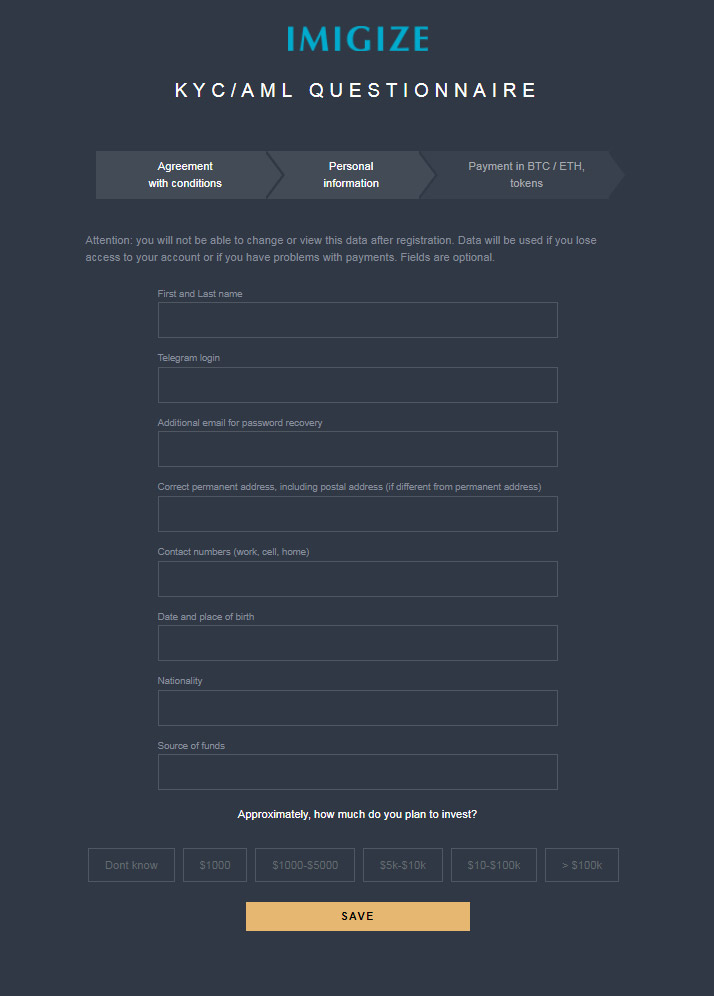 IMIGIZE
KYC/AML QUESTIONNAIRE
Agreement
with conditions
Personal
information
Payment in BTC / ETH,
tokens
Attention: you will not be able to change or view this data after registration. Data will be used if you lose
access to your account or if you have problems with payments. Fields are optional.
First and Last name
Telegram login
Additional email for password recovery
Correct permanent address, including postal address (if different from permanent address)
Contact numbers (work, cell, home)
Date and place of birth
Nationality
Source of funds
Approximately, how much do you plan to invest?
Dont know
$1000
$1000-$5000
$5k-$10k
$10-$100k
> $100k
SAVE